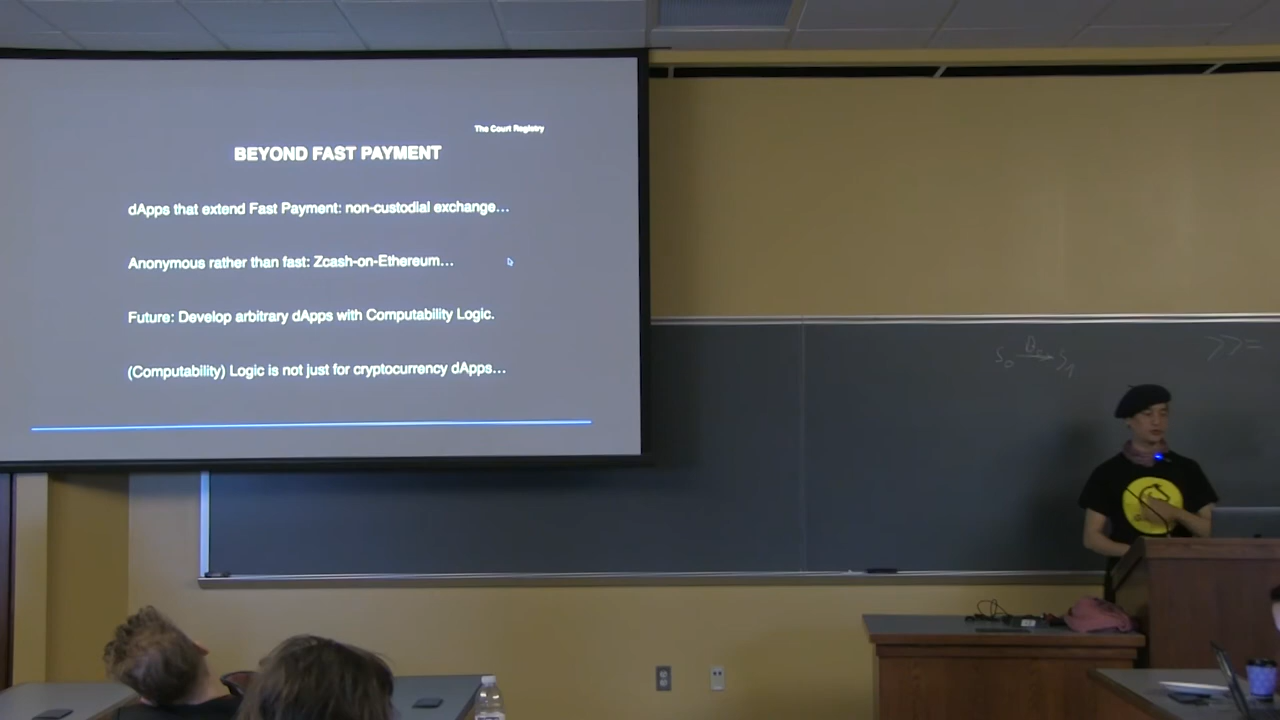 The Court Registry
BEYOND FAST PAYMENT
dApps that extend Fast Payment: non-custodial exchange…
Anonymous rather than fast: Zcash-on-Ethereum…
Future: Develop arbitrary dApps with Computability Logic.
(Computability) Logic is not just for cryptocurrency dApps…
>>=